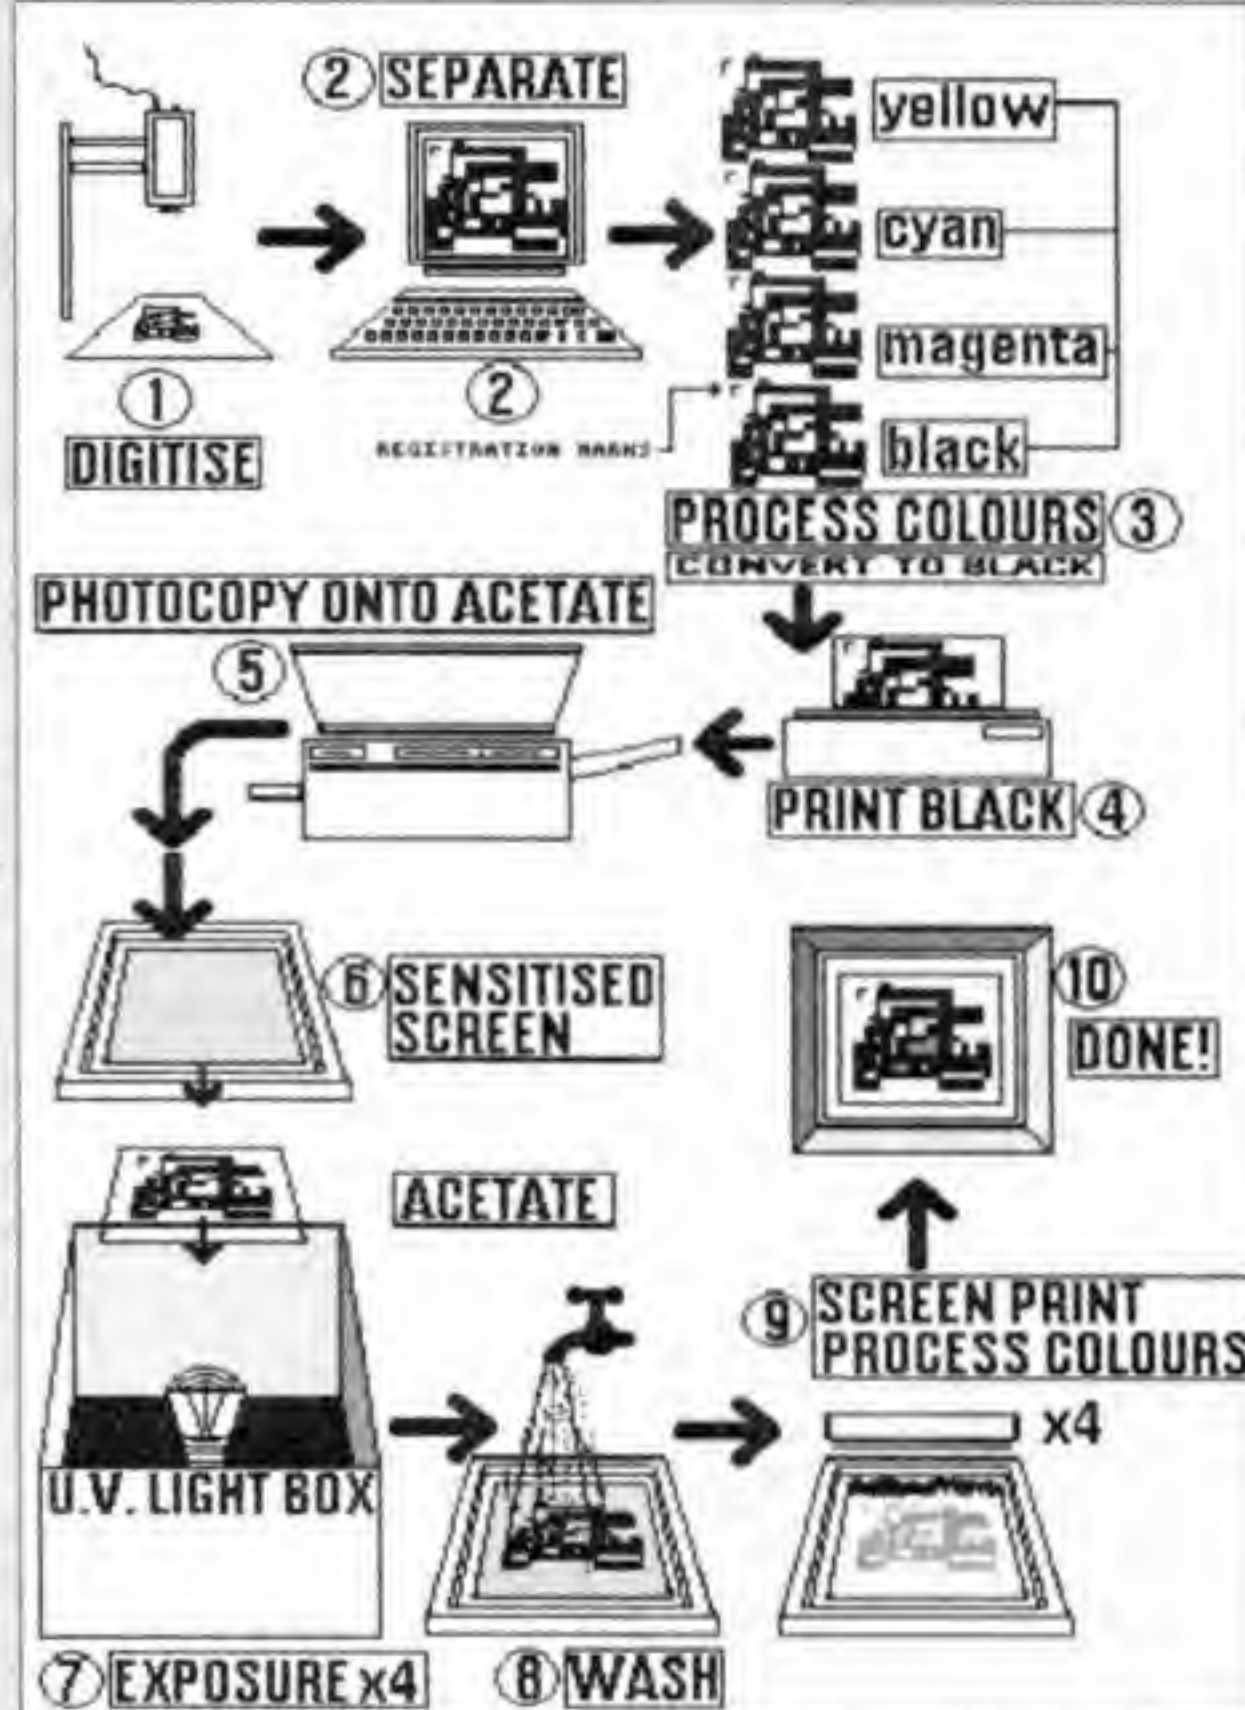 1
DIGITISE
2 SEPARATE
2
REGISTRATION MARKS
yellow
cyan
magenta
black
PROCESS COLOURS 3
CONVERT TO BLACK
PRINT BLACK 4
PHOTOCOPY ONTO ACETATE
5
6 SENSITISED
SCREEN
ACETATE
U.V. LIGHT BOX
7 EXPOSURE x4
8 WASH
9 SCREEN PRINT
PROCESS COLOURS
x4
10
DONE!